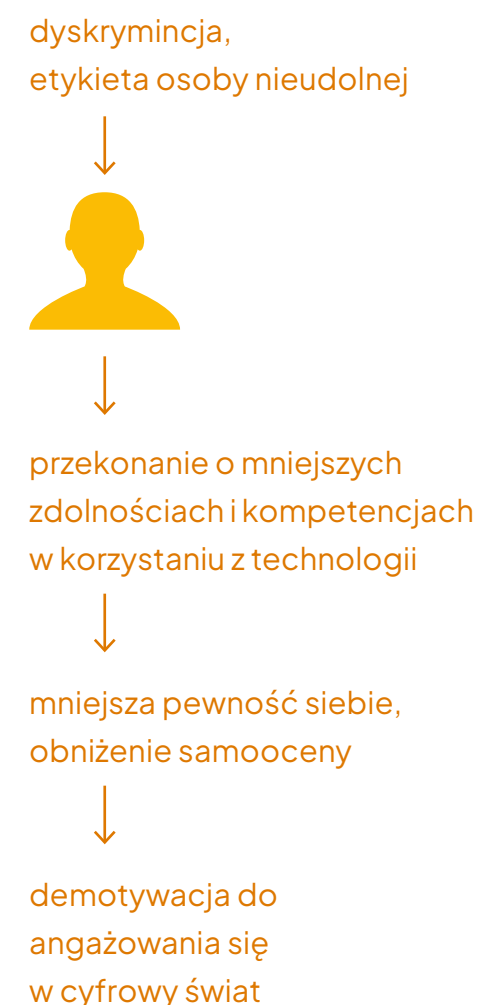 dyskrymincja,
etykieta osoby nieudolnej
przekonanie o mniejszych
zdolnościach i kompetencjach
w korzystaniu z technologii
mniejsza pewność siebie,
obniżenie samooceny
demotywacja do
angażowania się
w cyfrowy świat